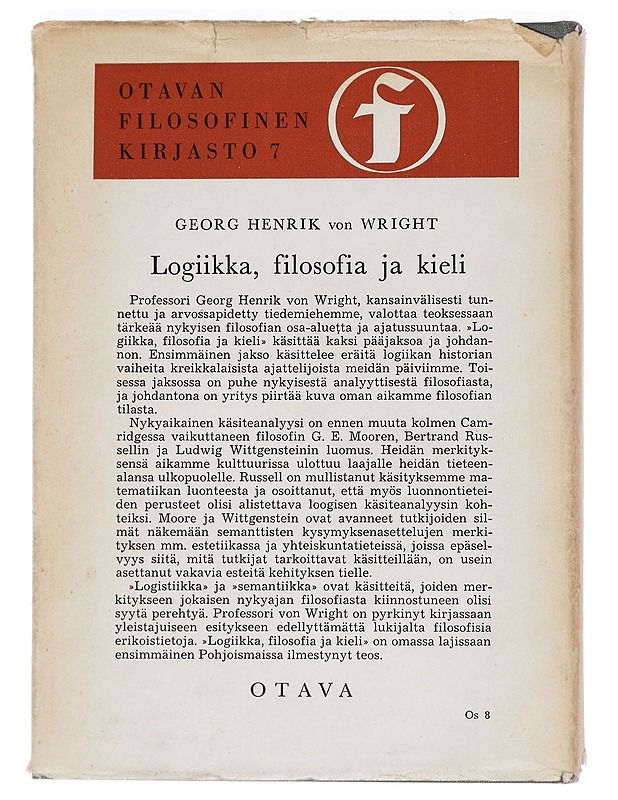 OTAVAN
FILOSOFINEN
KIRJASTO 7
f
GEORG HENRIK von WRIGHT
Logiikka, filosofia ja kieli
Professori Georg Henrik von Wright, kansainvälisesti tun-
nettu ja arvossapidetty tiedemiehemme, valottaa teoksessaan
tärkeää nykyisen filosofian osa-aluetta ja ajatussuuntaa. »Lo-
giikka, filosofia ja kieli» käsittää kaksi pääjaksoa ja johdan-
non. Ensimmäinen jakso käsittelee eräitä logiikan historian
vaiheita kreikkalaisista ajattelijoista meidän päiviimme. Toi-
sessa jaksossa on puhe nykyisestä analyyttisestä filosofiasta,
ja johdantona on yritys piirtää kuva oman aikamme filosofian
tilasta.
Nykyaikainen käsiteanalyysi on ennen muuta kolmen Cam-
ridgessa vaikuttaneen filosofin G. E. Mooren, Bertrand Rus-
sellin ja Ludwig Wittgensteinin luomus. Heidän merkityk-
sensä aikamme kulttuurissa ulottuu laajalle heidän tieteen-
alansa ulkopuolelle. Russell on mullistanut käsityksemme ma-
tematiikan luonteesta ja osoittanut, että myös luonnontietei-
den perusteet olisi alistettava loogisen käsiteanalyysin koh-
teiksi. Moore ja Wittgenstein ovat avanneet tutkijoiden sil-
mät näkemään semanttisten kysymyksenasettelujen merki-
tyksen mm. estetiikassa ja yhteiskuntatieteissä, joissa epäsel-
vyys siitä, mitä tutkijat tarkoittavat käsitteillään, on usein
asettanut vakavia esteitä kehityksen tielle.
»Logistiikka» ja »semantiikka» ovat käsitteitä, joiden mer-
kitykseen jokaisen nykyajan filosofiasta kiinnostuneen olisi
syytä perehtyä. Professori von Wright on pyrkinyt kirjassaan
yleistajuiseen esitykseen edellyttämättä lukijalta filosofisia
erikoistietoja. »Logiikka, filosofia ja kieli» on omassa lajissaan
ensimmäinen Pohjoismaissa ilmestynyt teos.
OTAVA
Os 8